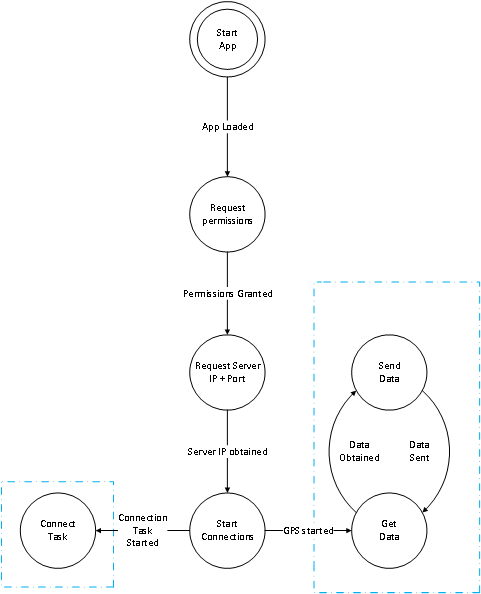 Start
App
App Loaded
Request
permissions
Permissions Granted
Request Server
IP + Port
Send
Data
Server IP obtained
Data
Obtained
Data
Sent
Connect
Task
Connection
Task
Started
Start
Connections
GPS started
Get
Data